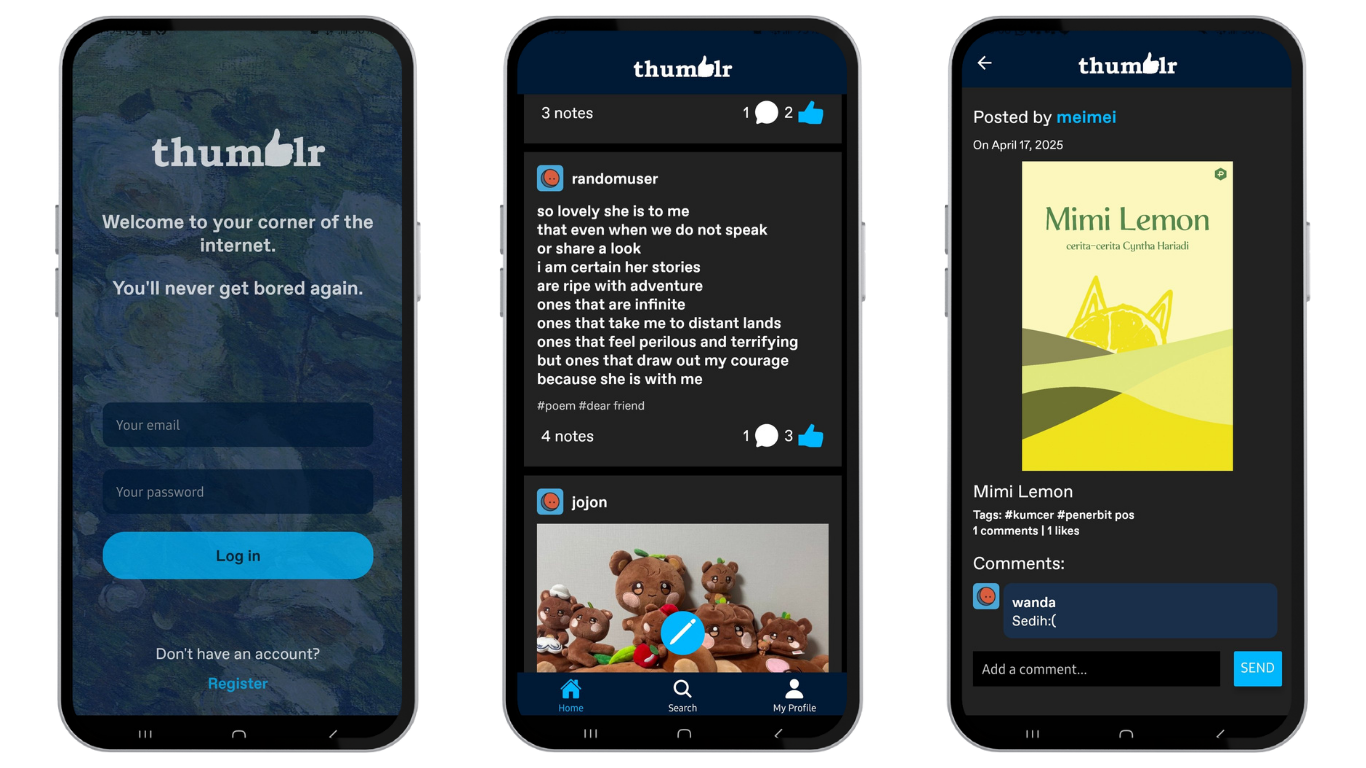 thumblr
Welcome to your corner of the
internet.
You'll never get bored again.
Your email
Your password
Log in
Don't have an account?
Register
thumblr
3 notes
1
2
randomuser
so lovely she is to me
that even when we do not speak
or share a look
i am certain her stories
are ripe with adventure
ones that are infinite
ones that take me to distant lands
ones that feel perilous and terrifying
but ones that draw out my courage
because she is with me
#poem #dear friend
4 notes
1
3
jojon
Home
Search
My Profile
thumblr
Posted by meimei
On April 17, 2025
Mimi Lemon
cerita-cerita Cyntha Hariadi
Mimi Lemon
Tags: #kumcer #penerbit pos
1 comments | 1 likes
Comments:
wanda
Sedih:(
Add a comment...
SEND